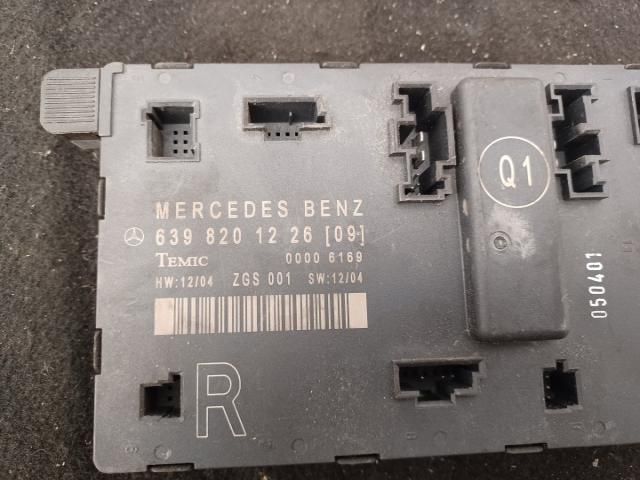 MERCEDES BENZ
639 820 12 26 [09]
TEMIC 0000 6169
HW:12/04 ZGS 001 SW:12/04
R
Q1
050401